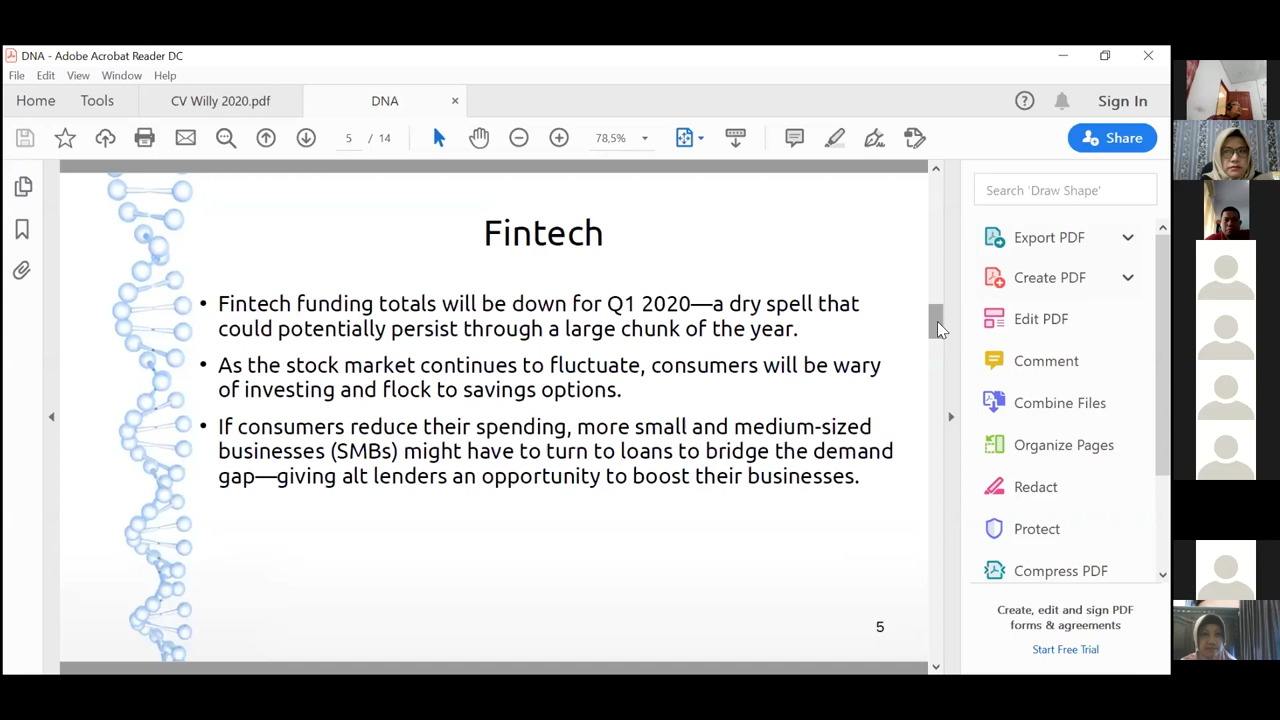 DNA - Adobe Acrobat Reader DC
File Edit View Window Help
Home Tools CV Willy 2020.pdf DNA Sign In
5 / 14 78,5% Share
Fintech
• Fintech funding totals will be down for Q1 2020—a dry spell that
could potentially persist through a large chunk of the year.
• As the stock market continues to fluctuate, consumers will be wary
of investing and flock to savings options.
• If consumers reduce their spending, more small and medium-sized
businesses (SMBs) might have to turn to loans to bridge the demand
gap—giving alt lenders an opportunity to boost their businesses.
5
Search 'Draw Shape'
Export PDF
Create PDF
Edit PDF
Comment
Combine Files
Organize Pages
Redact
Protect
Compress PDF
Create, edit and sign PDF
forms & agreements
Start Free Trial